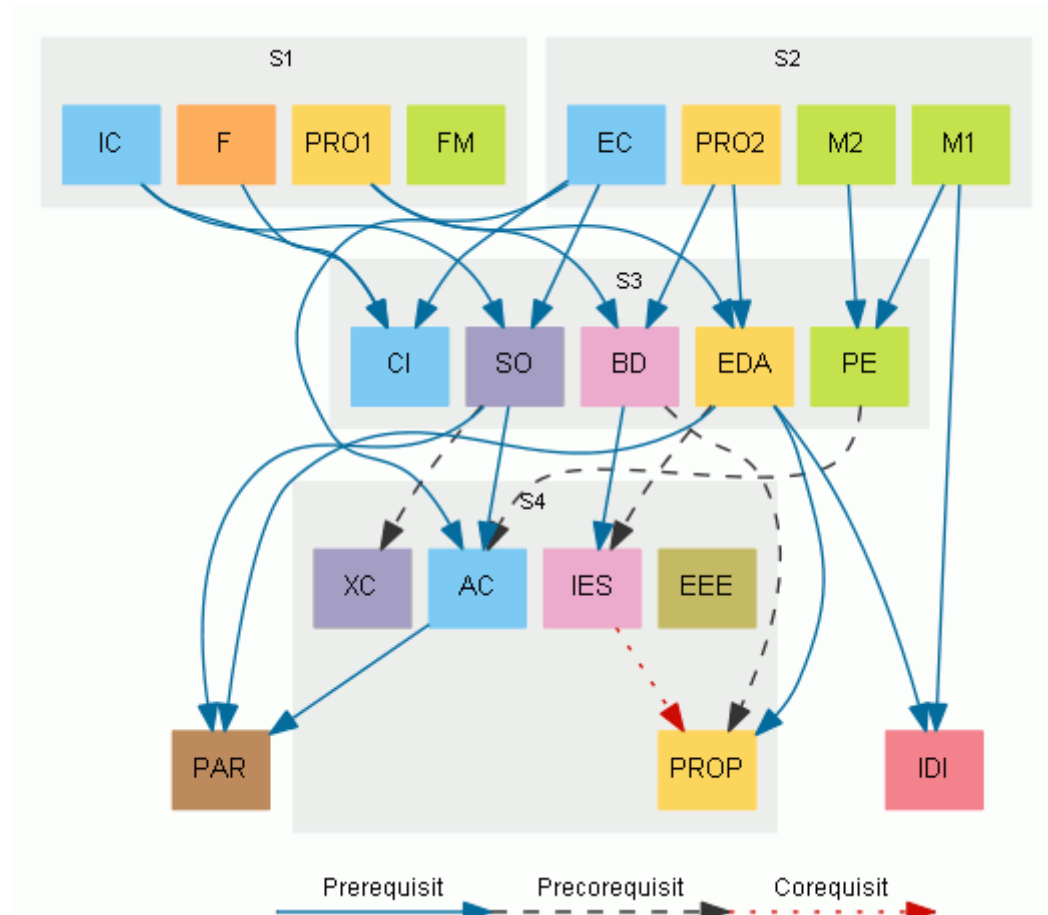 S1 S2
IC F PRO1 FM EC PRO2 M2 M1
S3
CI SO BD EDA PE
S4
XC AC IES EEE
PAR PROP IDI
Prerequisit Precorequisit Corequisit